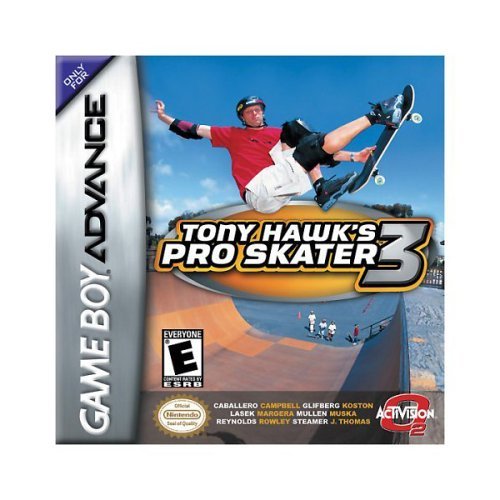 ONLY
FOR
GAME BOY ADVANCE
TONY HAWK'S
PRO SKATER 3
EVERYONE
E
CONTENT RATED BY
ESRB
Official
Nintendo
Seal of Quality
CABALLERO CAMPBELL GLIFBERG KOSTON
LASEK MARGERA MULLEN MUSKA
REYNOLDS ROWLEY STEAMER J. THOMAS
ACTIVISION
O2